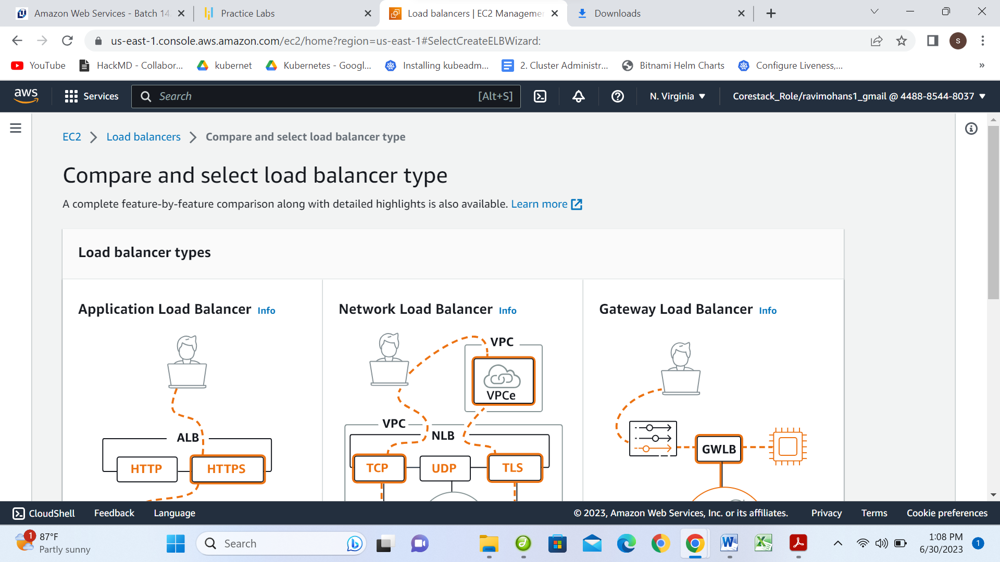 Amazon Web Services - Batch 14
Practice Labs
Load balancers | EC2 Managemen
Downloads
us-east-1.console.aws.amazon.com/ec2/home?region=us-east-1#SelectCreateELBWizard:
S
YouTube
HackMD - Collabor...
kubernet
Kubernetes - Googl...
Installing kubeadm...
2. Cluster Administr...
Bitnami Helm Charts
Configure Liveness,...
»
aws
Services
Search
[Alt+S]
N. Virginia
Corestack_Role/ravimohans1_gmail @ 4488-8544-8037
EC2
Load balancers
Compare and select load balancer type
Compare and select load balancer type
A complete feature-by-feature comparison along with detailed highlights is also available. Learn more
Load balancer types
Application Load Balancer Info
ALB
HTTP
HTTPS
Network Load Balancer Info
VPC
VPCe
VPC
NLB
TCP
UDP
TLS
Gateway Load Balancer Info
GWLB
CloudShell
Feedback
Language
© 2023, Amazon Web Services, Inc. or its affiliates.
Privacy
Terms
Cookie preferences
1
87°F
Partly sunny
Search
1:08 PM
6/30/2023
1